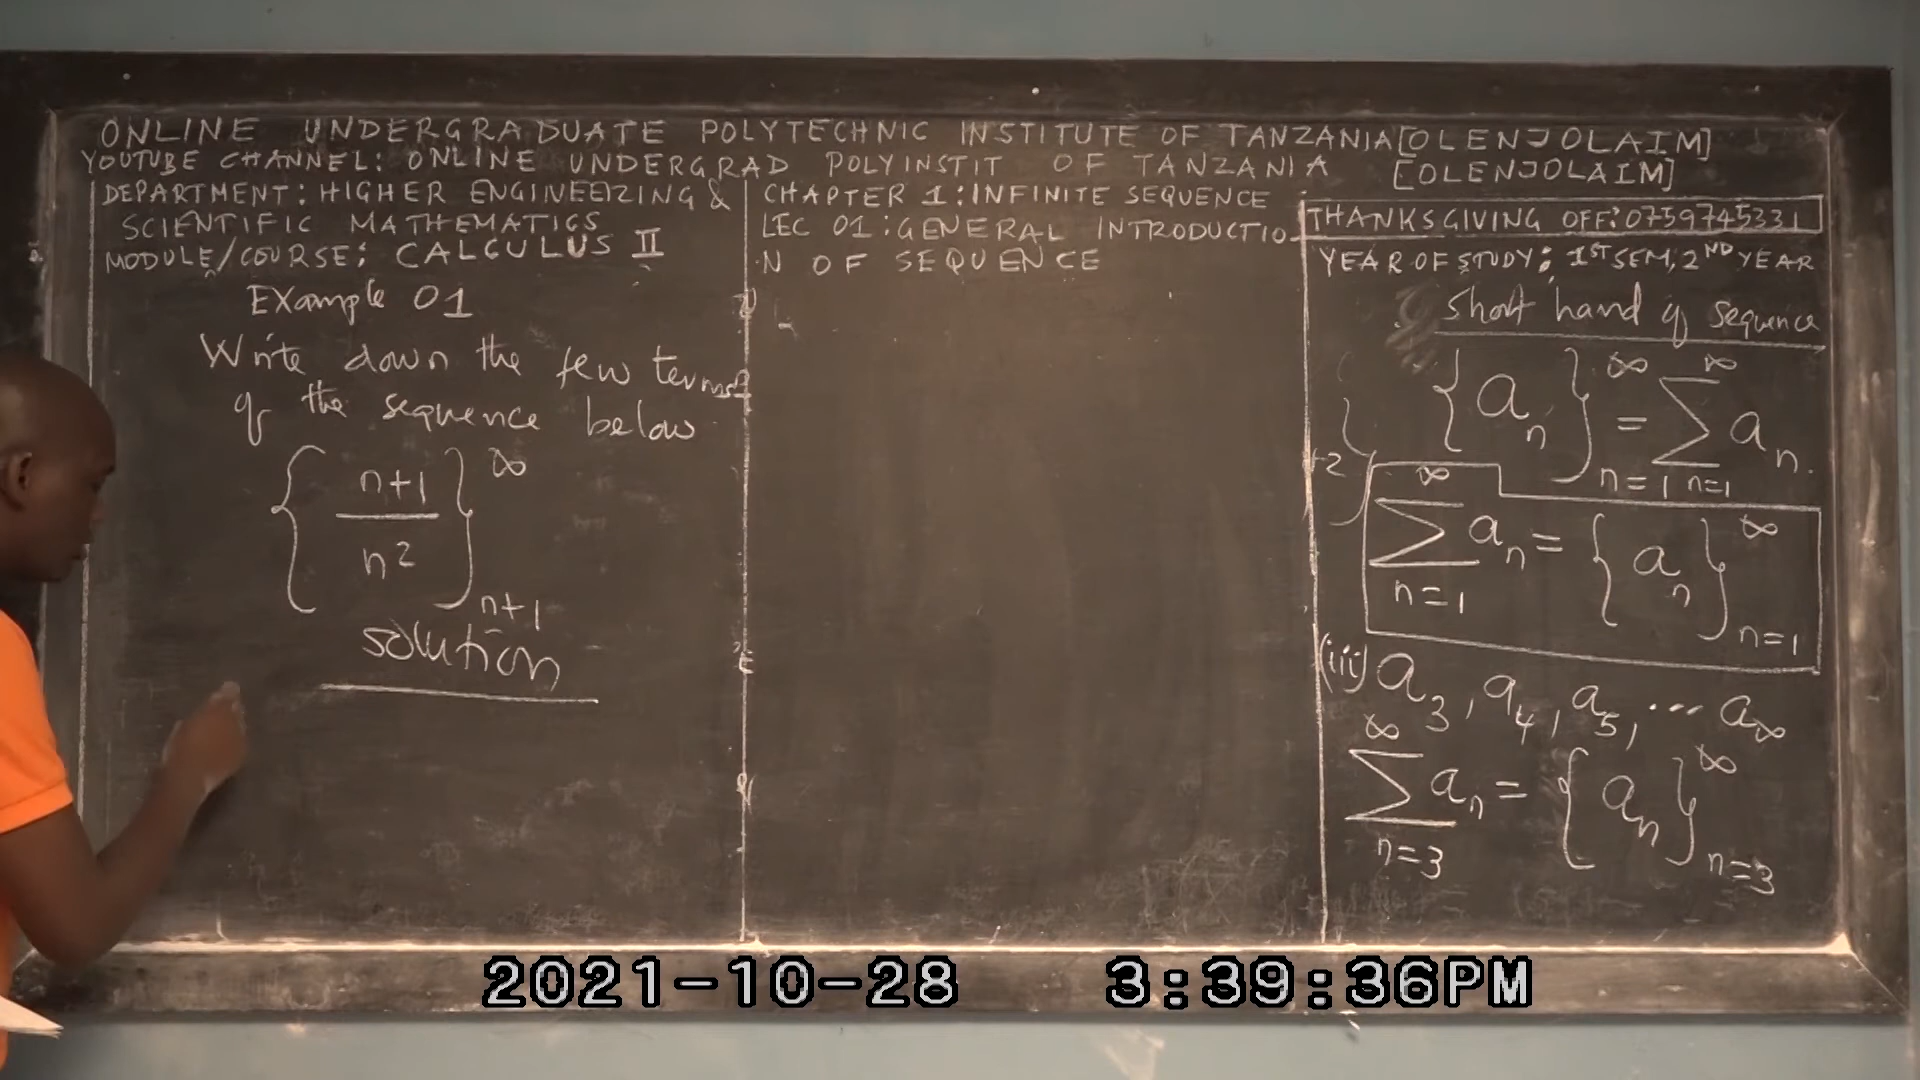 ONLINE UNDERGRADUATE POLYTECHNIC INSTITUTE OF TANZANIA [OLENJOLAIM]
YOUTUBE CHANNEL: ONLINE UNDERGRAD POLYINSTIT OF TANZANIA [OLENJOLAIM]
DEPARTMENT: HIGHER ENGINEERING &
SCIENTIFIC MATHEMATICS
MODULE/COURSE: CALCULUS II
Example 01
Write down the few terms
of the sequence below
{ n+1 / n² } ∞ n+1
solution
CHAPTER 1: INFINITE SEQUENCE
LEC 01: GENERAL INTRODUCTIO
N OF SEQUENCE
THANKSGIVING OFF: 0759745331
YEAR OF STUDY: 1ST SEM, 2ND YEAR
Short hand of sequence
{ a_n } ∞ n=1 = ∑ ∞ n=1 a_n.
∑ ∞ n=1 a_n = { a_n } ∞ n=1
(iii) a_3, a_4, a_5, ... a_∞
∑ ∞ n=3 a_n = { a_n } ∞ n=3
2021-10-28 3:39:36PM